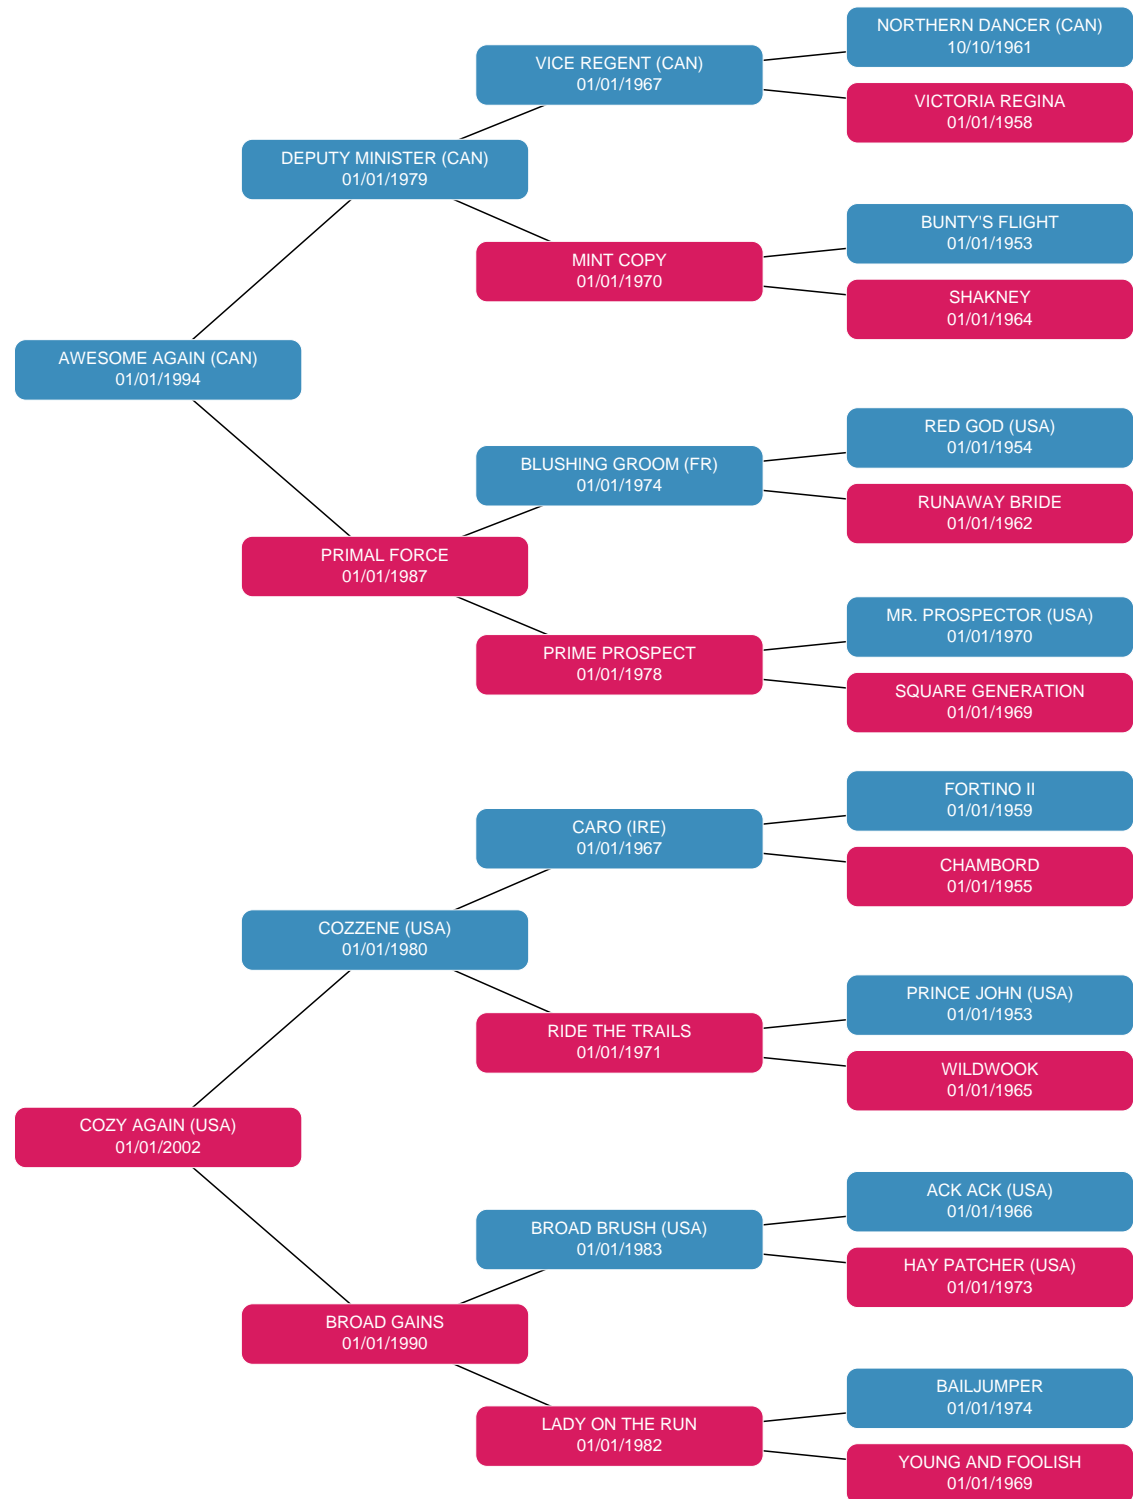 NORTHERN DANCER (CAN)
10/10/1961
VICE REGENT (CAN)
01/01/1967
VICTORIA REGINA
01/01/1958
DEPUTY MINISTER (CAN)
01/01/1979
BUNTY'S FLIGHT
01/01/1953
MINT COPY
01/01/1970
SHAKNEY
01/01/1964
AWESOME AGAIN (CAN)
01/01/1994
RED GOD (USA)
01/01/1954
BLUSHING GROOM (FR)
01/01/1974
RUNAWAY BRIDE
01/01/1962
PRIMAL FORCE
01/01/1987
MR. PROSPECTOR (USA)
01/01/1970
PRIME PROSPECT
01/01/1978
SQUARE GENERATION
01/01/1969
FORTINO II
01/01/1959
CARO (IRE)
01/01/1967
CHAMBORD
01/01/1955
COZZENE (USA)
01/01/1980
PRINCE JOHN (USA)
01/01/1953
RIDE THE TRAILS
01/01/1971
WILDWOOK
01/01/1965
COZY AGAIN (USA)
01/01/2002
ACK ACK (USA)
01/01/1966
BROAD BRUSH (USA)
01/01/1983
HAY PATCHER (USA)
01/01/1973
BROAD GAINS
01/01/1990
BAILJUMPER
01/01/1974
LADY ON THE RUN
01/01/1982
YOUNG AND FOOLISH
01/01/1969